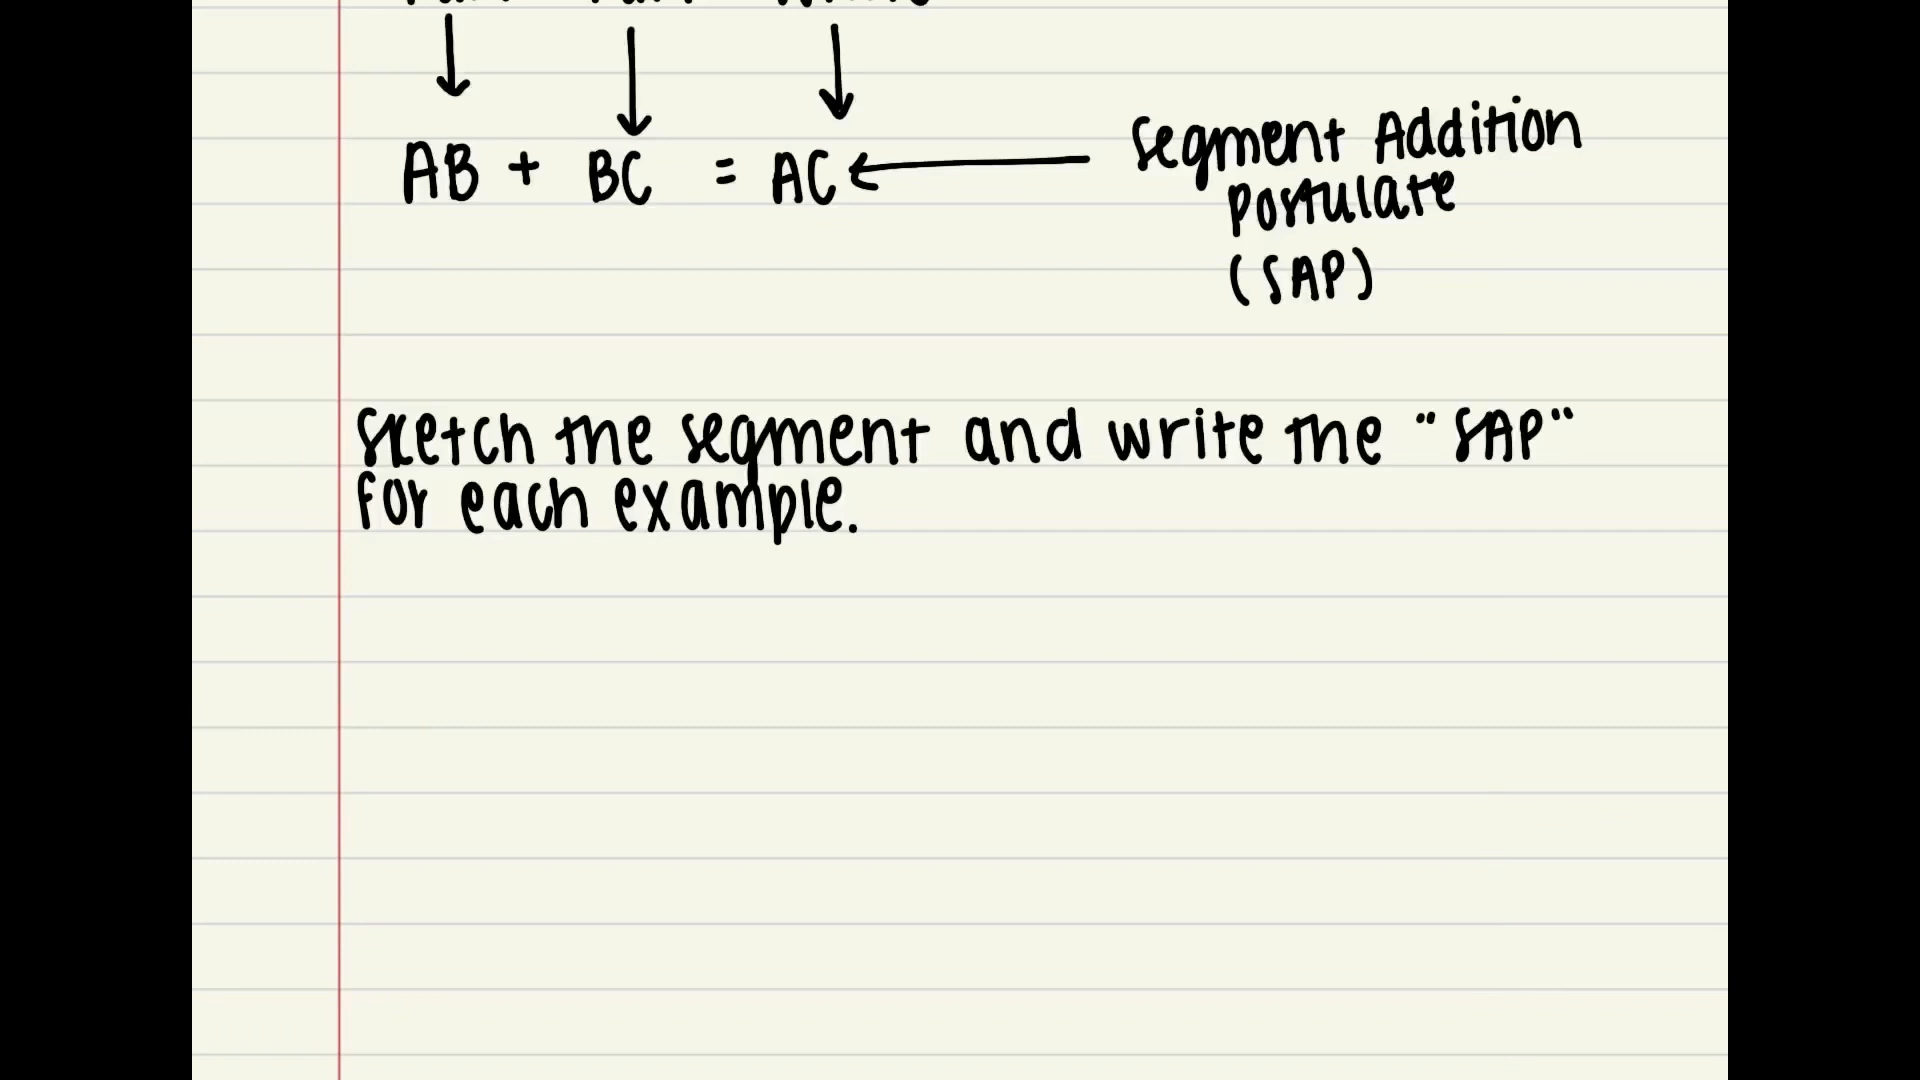 AB + BC = AC
Segment Addition
Postulate
(SAP)
Sketch the segment and write the "SAP"
for each example.